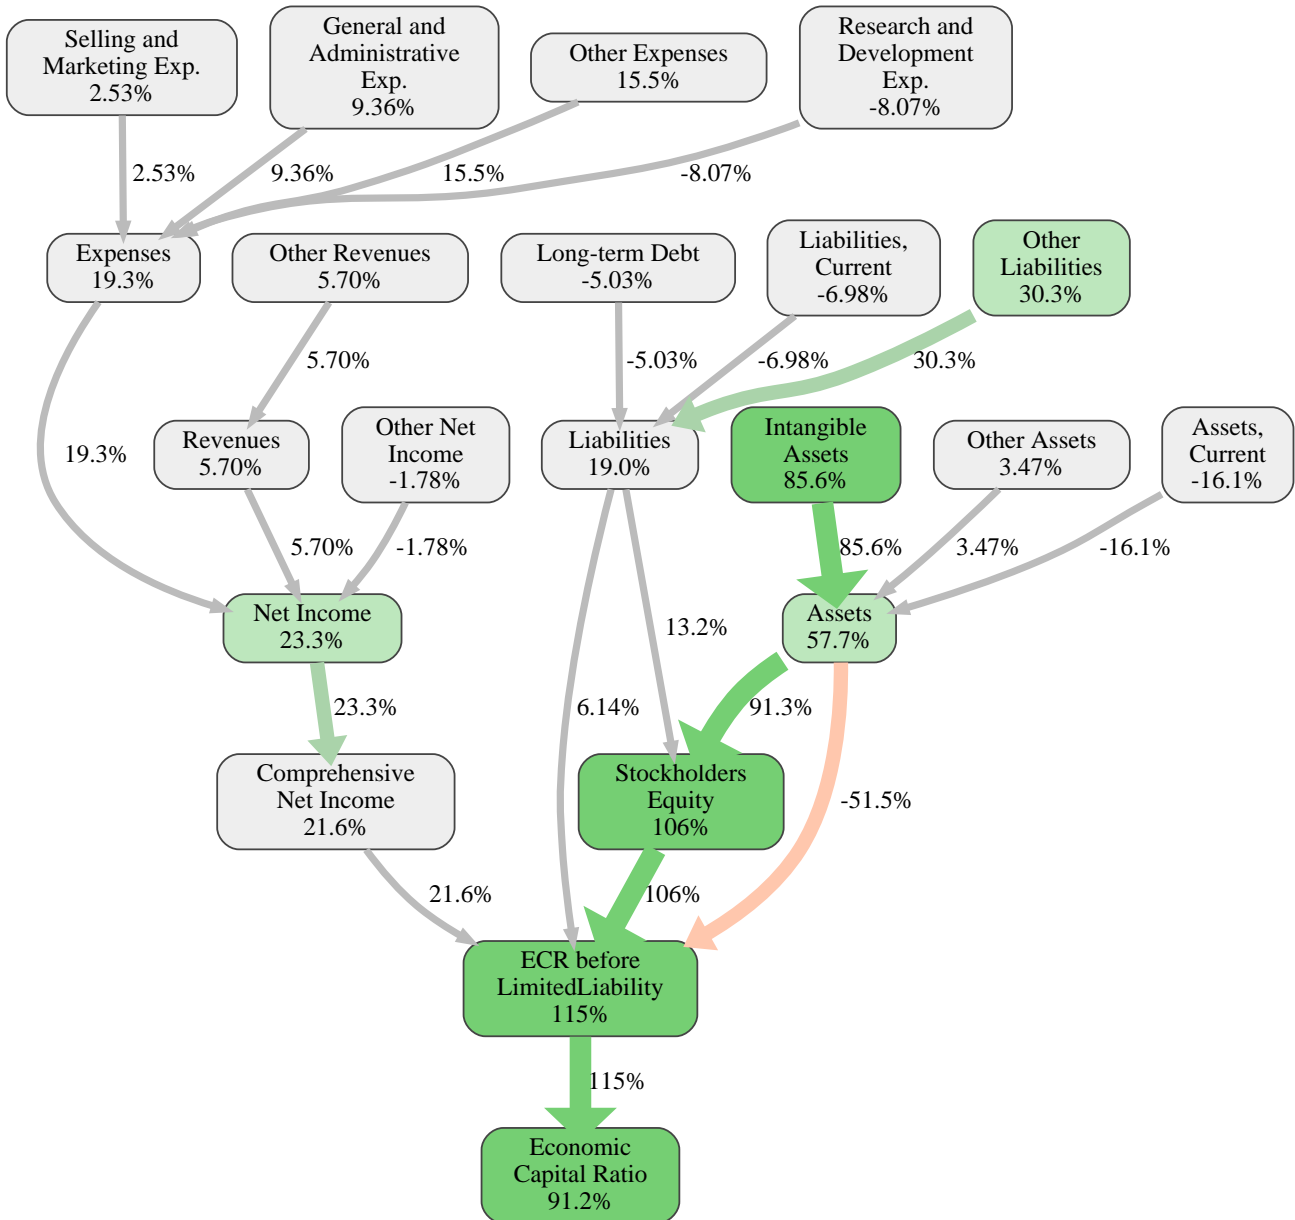 Selling and
Marketing Exp.
2.53%
General and
Administrative
Exp.
9.36%
Other Expenses
15.5%
Research and
Development
Exp.
-8.07%
2.53%
9.36%
15.5%
-8.07%
Expenses
19.3%
Other Revenues
5.70%
Long-term Debt
-5.03%
Liabilities,
Current
-6.98%
Other
Liabilities
30.3%
5.70%
-5.03%
-6.98%
30.3%
19.3%
Revenues
5.70%
Other Net
Income
-1.78%
Liabilities
19.0%
Intangible
Assets
85.6%
Other Assets
3.47%
Assets,
Current
-16.1%
5.70%
-1.78%
85.6%
3.47%
-16.1%
Net Income
23.3%
13.2%
Assets
57.7%
23.3%
6.14%
91.3%
-51.5%
Comprehensive
Net Income
21.6%
Stockholders
Equity
106%
21.6%
106%
ECR before
LimitedLiability
115%
115%
Economic
Capital Ratio
91.2%